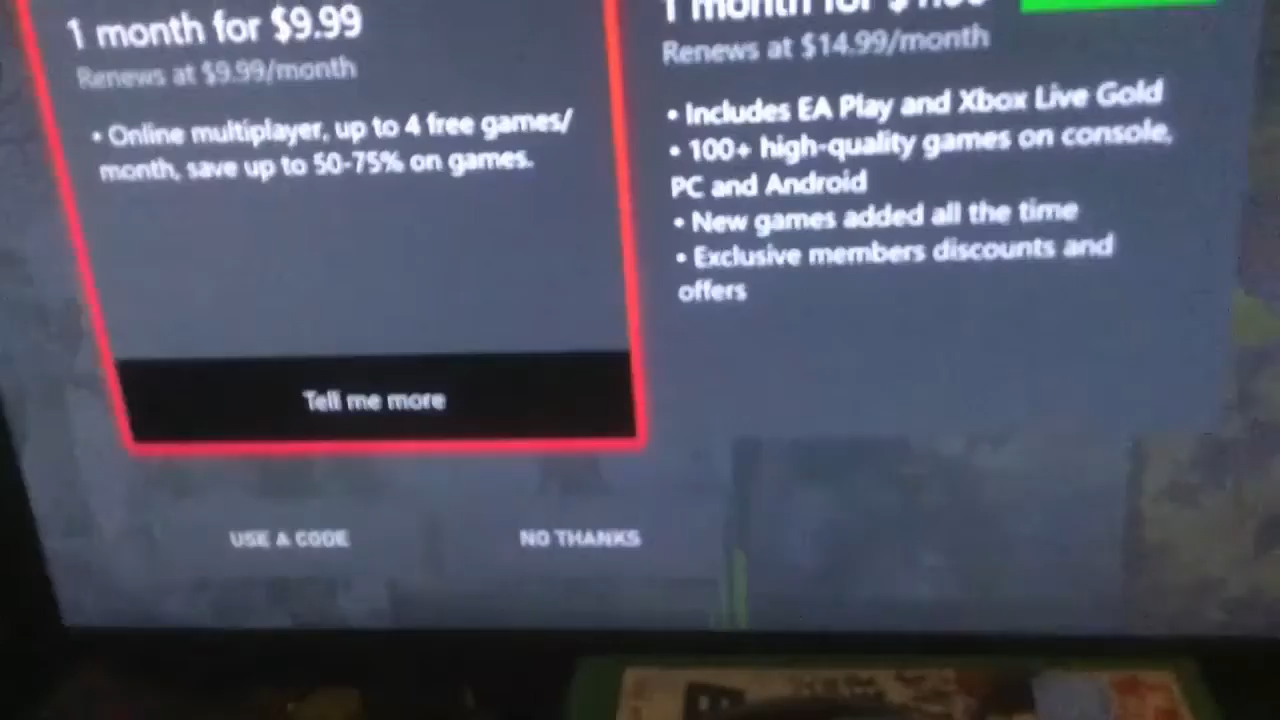 1 month for $9.99
Renews at $9.99/month
• Online multiplayer, up to 4 free games/
month, save up to 50-75% on games.
Tell me more
1 month for
Renews at $14.99/month
• Includes EA Play and Xbox Live Gold
• 100+ high-quality games on console,
PC and Android
• New games added all the time
• Exclusive members discounts and
offers
USE A CODE
NO THANKS